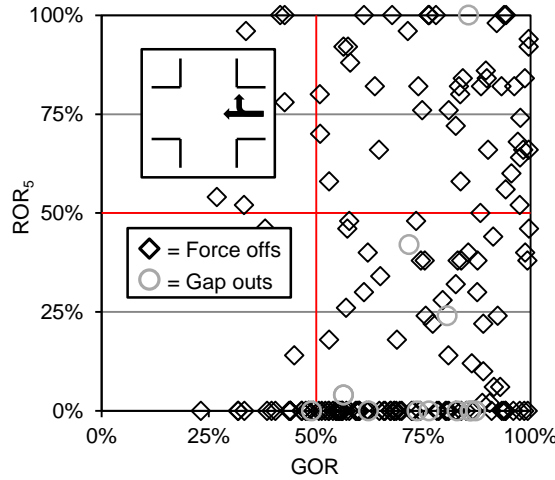 100%
75%
ROR5
50%
◇ = Force offs
○ = Gap outs
25%
0%
0% 25% 50% 75% 100%
GOR